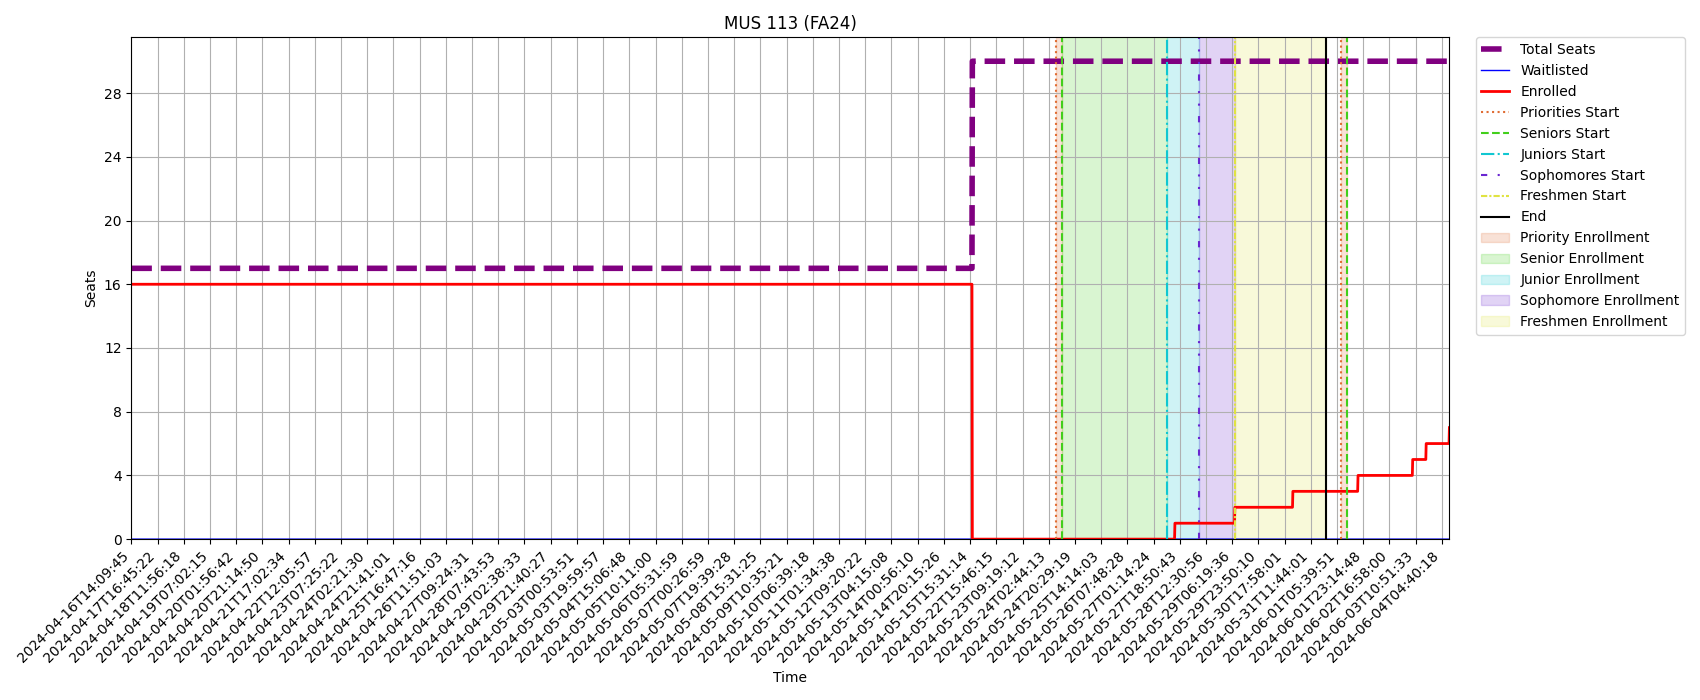 MUS 113 (FA24)
Seats
28
24
20
16
12
8
4
0
2024-04-16T14:09:45
2024-04-17T16:45:22
2024-04-18T11:56:18
2024-04-19T07:02:15
2024-04-20T01:56:42
2024-04-20T21:14:50
2024-04-21T17:02:34
2024-04-22T12:05:57
2024-04-23T07:25:22
2024-04-24T02:21:30
2024-04-24T21:41:01
2024-04-25T16:47:16
2024-04-26T11:51:03
2024-04-27T09:24:31
2024-04-28T07:43:53
2024-04-29T02:38:33
2024-04-29T21:40:27
2024-05-03T00:53:51
2024-05-03T19:59:57
2024-05-04T15:06:48
2024-05-05T10:11:00
2024-05-06T05:31:59
2024-05-07T00:26:59
2024-05-07T19:39:28
2024-05-08T15:31:25
2024-05-09T10:35:21
2024-05-10T06:39:18
2024-05-11T01:34:38
2024-05-12T09:20:22
2024-05-13T04:15:08
2024-05-14T00:56:10
2024-05-14T20:15:26
2024-05-15T15:31:14
2024-05-22T15:46:15
2024-05-23T09:19:12
2024-05-24T02:44:13
2024-05-24T20:29:19
2024-05-25T14:14:03
2024-05-26T07:48:28
2024-05-27T01:14:24
2024-05-27T18:50:43
2024-05-28T12:30:56
2024-05-29T06:19:36
2024-05-29T23:50:10
2024-05-30T17:58:01
2024-05-31T11:44:01
2024-06-01T05:39:51
2024-06-01T23:14:48
2024-06-02T16:58:00
2024-06-03T10:51:33
2024-06-04T04:40:18
Time
Total Seats
Waitlisted
Enrolled
Priorities Start
Seniors Start
Juniors Start
Sophomores Start
Freshmen Start
End
Priority Enrollment
Senior Enrollment
Junior Enrollment
Sophomore Enrollment
Freshmen Enrollment